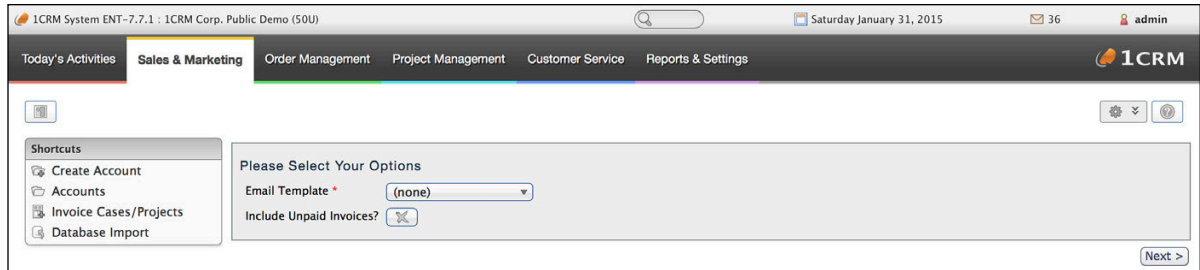 1CRM System ENT-7.7.1 : 1CRM Corp. Public Demo (50U) Saturday January 31, 2015 36 admin
Today's Activities Sales & Marketing Order Management Project Management Customer Service Reports & Settings 1CRM
Shortcuts
Create Account
Accounts
Invoice Cases/Projects
Database Import
Please Select Your Options
Email Template * (none)
Include Unpaid Invoices?
Next >